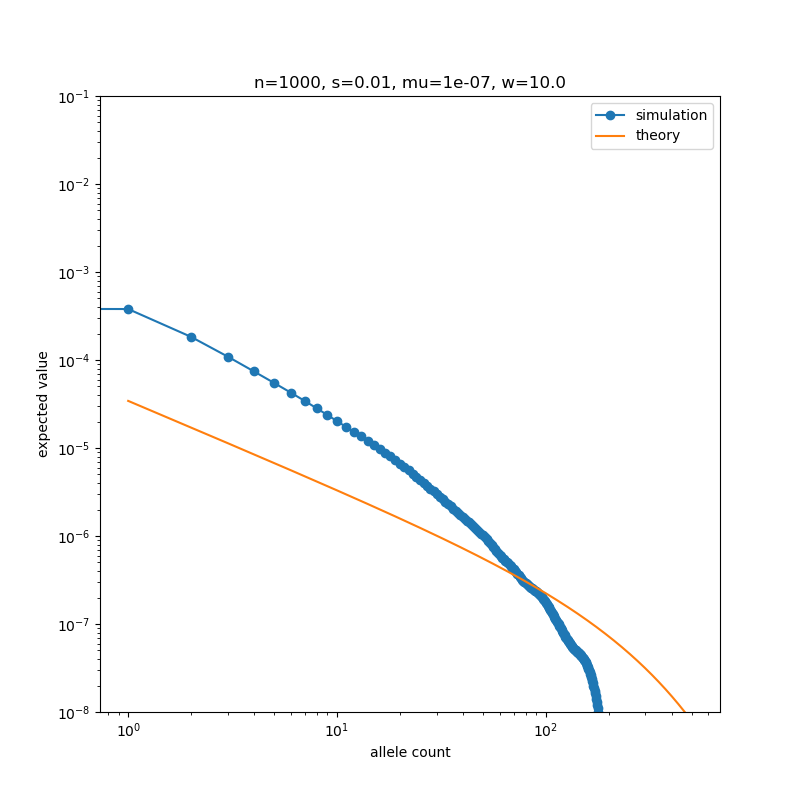 n=1000, s=0.01, mu=1e-07, w=10.0
simulation
theory
expected value
10⁻¹
10⁻²
10⁻³
10⁻⁴
10⁻⁵
10⁻⁶
10⁻⁷
10⁻⁸
10⁰ 10¹ 10²
allele count